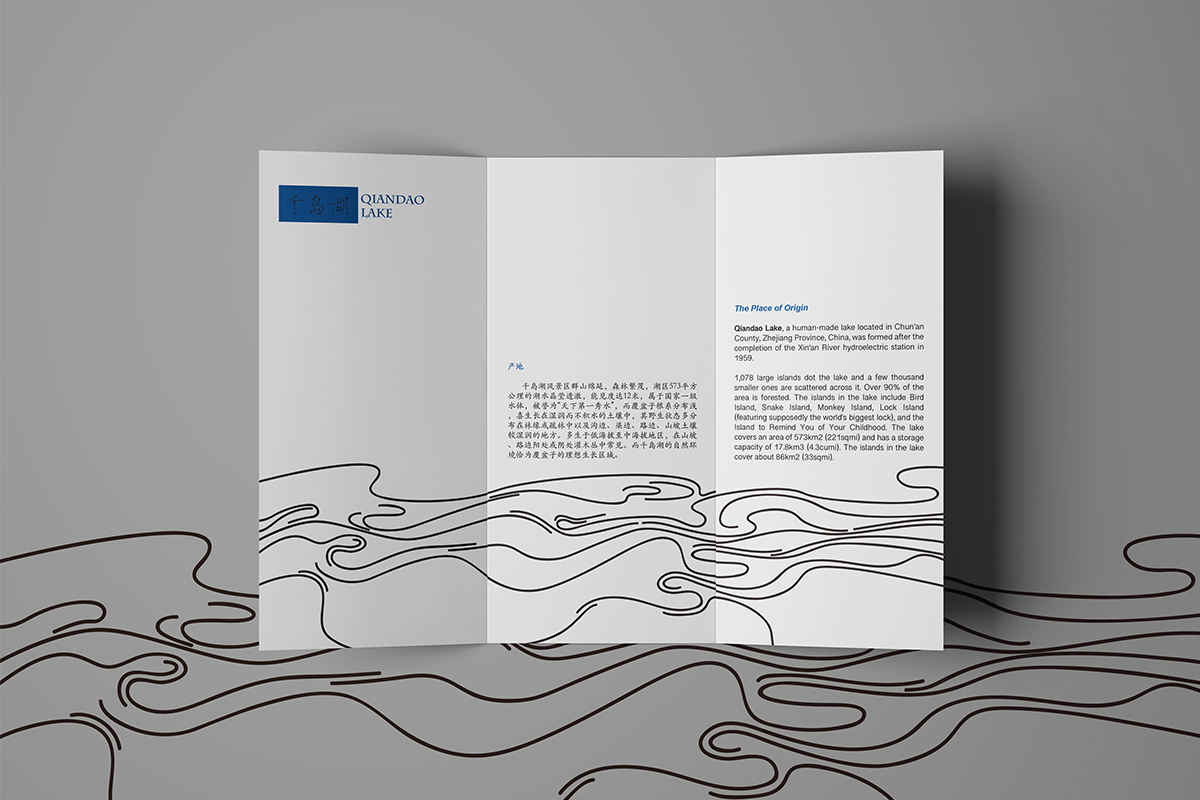 千岛湖
QIANDAO
LAKE
产地
千岛湖风景区群山绵延，森林繁茂，湖区573平方
公理的湖水晶莹透澈，能见度达12米，属于国家一级
水体，被誉为“天下第一秀水”，而覆盆子根系分布浅
，喜生长在湿润而不积水的土壤中，其野生状态多分
布在林缘或疏林中以及沟边、渠边、路边、山坡土壤
较湿润的地方。多生于低海拔至中海拔地区，在山坡
、路边阳处或阴处灌木丛中常见。而千岛湖的自然环
境恰为覆盆子的理想生长区域。
The Place of Origin
Qiandao Lake, a human-made lake located in Chun'an
County, Zhejiang Province, China, was formed after the
completion of the Xin'an River hydroelectric station in
1959.
1,078 large islands dot the lake and a few thousand
smaller ones are scattered across it. Over 90% of the
area is forested. The islands in the lake include Bird
Island, Snake Island, Monkey Island, Lock Island
(featuring supposedly the world's biggest lock), and the
Island to Remind You of Your Childhood. The lake
covers an area of 573km2 (221sqmi) and has a storage
capacity of 17.8km3 (4.3cumi). The islands in the lake
cover about 86km2 (33sqmi).